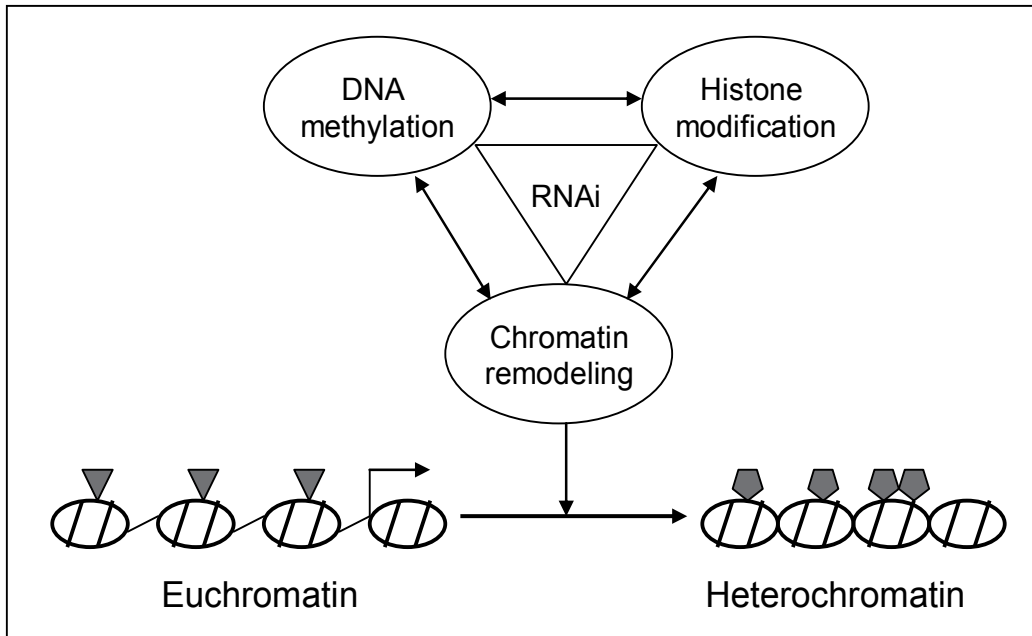 DNA
methylation
Histone
modification
RNAi
Chromatin
remodeling
Euchromatin
Heterochromatin